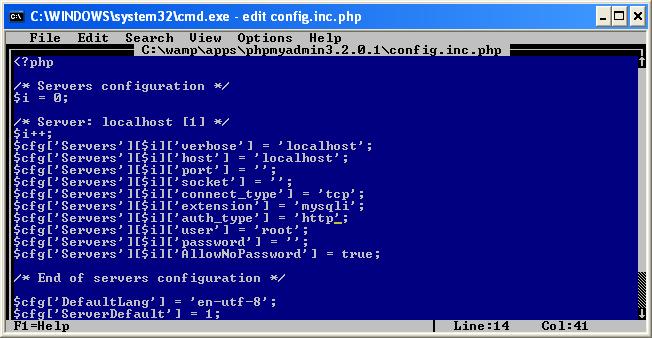 C:\WINDOWS\system32\cmd.exe - edit config.inc.php
File Edit Search View Options Help
C:\wamp\apps\phpmyadmin3.2.0.1\config.inc.php
<?php
/* Servers configuration */
$i = 0;
/* Server: localhost [1] */
$i++;
$cfg['Servers'][$i]['verbose'] = 'localhost';
$cfg['Servers'][$i]['host'] = 'localhost';
$cfg['Servers'][$i]['port'] = '';
$cfg['Servers'][$i]['socket'] = '';
$cfg['Servers'][$i]['connect_type'] = 'tcp';
$cfg['Servers'][$i]['extension'] = 'mysqli';
$cfg['Servers'][$i]['auth_type'] = 'http';
$cfg['Servers'][$i]['user'] = 'root';
$cfg['Servers'][$i]['password'] = '';
$cfg['Servers'][$i]['AllowNoPassword'] = true;
/* End of servers configuration */
$cfg['DefaultLang'] = 'en-utf-8';
$cfg['ServerDefault'] = 1;
F1=Help Line:14 Col:41